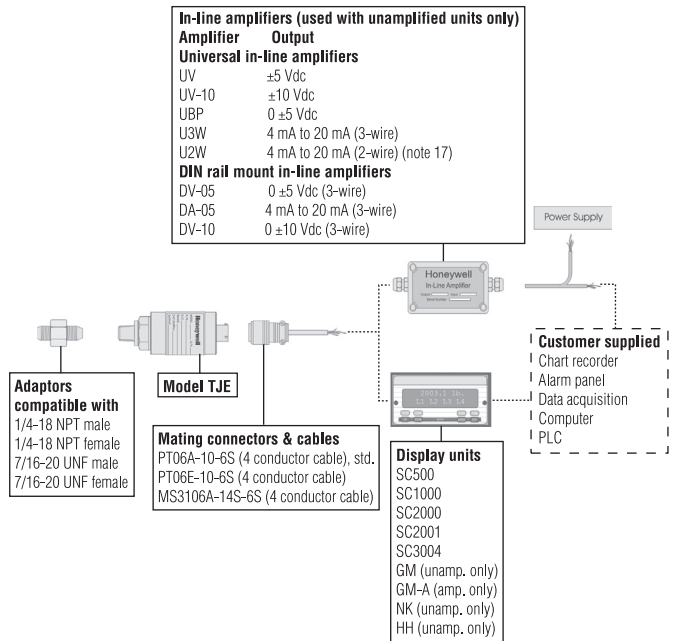 In-line amplifiers (used with unamplified units only)
Amplifier Output
Universal in-line amplifiers
UV ±5 Vdc
UV-10 ±10 Vdc
UBP 0 ±5 Vdc
U3W 4 mA to 20 mA (3-wire)
U2W 4 mA to 20 mA (2-wire) (note 17)
DIN rail mount in-line amplifiers
DV-05 0 ±5 Vdc (3-wire)
DA-05 4 mA to 20 mA (3-wire)
DV-10 0 ±10 Vdc (3-wire)
Power Supply
Honeywell
In-Line Amplifier
Honeywell
Adaptors
compatible with
1/4-18 NPT male
1/4-18 NPT female
7/16-20 UNF male
7/16-20 UNF female
Model TJE
Mating connectors & cables
PT06A-10-6S (4 conductor cable), std.
PT06E-10-6S (4 conductor cable)
MS3106A-14S-6S (4 conductor cable)
2003.1 lb.
L1 L2 L3 L4
Customer supplied
Chart recorder
Alarm panel
Data acquisition
Computer
PLC
Display units
SC500
SC1000
SC2000
SC2001
SC3004
GM (unamp. only)
GM-A (amp. only)
NK (unamp. only)
HH (unamp. only)